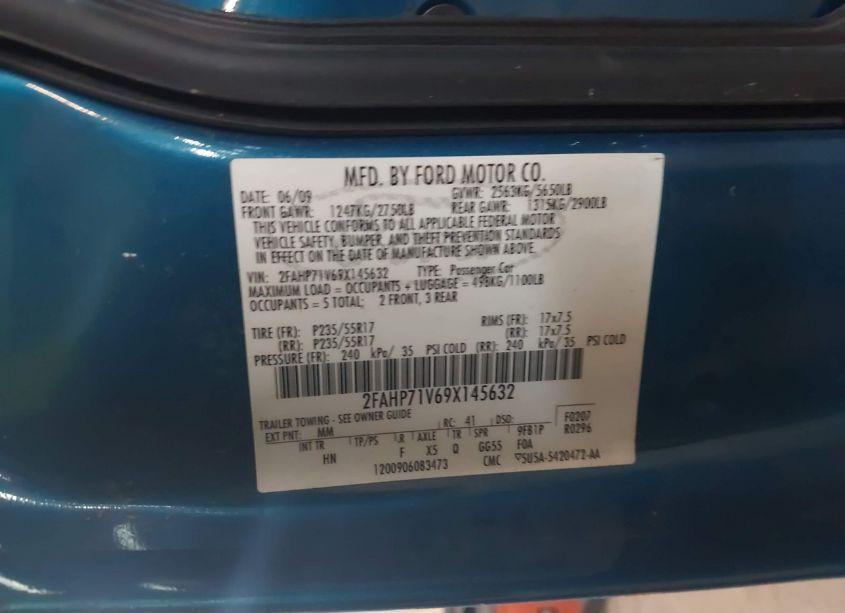 MFD. BY FORD MOTOR CO.
DATE: 06/09 GVWR: 2563KG/5650LB
FRONT GAWR: 1247KG/2750LB REAR GAWR: 1315KG/2900LB
THIS VEHICLE CONFORMS TO ALL APPLICABLE FEDERAL MOTOR
VEHICLE SAFETY, BUMPER, AND THEFT PREVENTION STANDARDS
IN EFFECT ON THE DATE OF MANUFACTURE SHOWN ABOVE.
VIN: 2FAHP71V69X145632 TYPE: Passenger Car
MAXIMUM LOAD = OCCUPANTS + LUGGAGE = 498KG/1100LB
OCCUPANTS = 5 TOTAL; 2 FRONT, 3 REAR
TIRE (FR): P235/55R17 RIMS (FR): 17x7.5
(RR): P235/55R17 (RR): 17x7.5
PRESSURE (FR): 240 kPa/ 35 PSI COLD (RR): 240 kPa/ 35 PSI COLD
2FAHP71V69X145632
TRAILER TOWING - SEE OWNER GUIDE
EXT PNT: MM RC: 41 DSO: F0207
INT TR TP/PS R AXLE TR SPR 9FB1P R0296
HN F X5 Q GG55 FOA
1200906083473 CMC ▽5U5A-5420472-AA